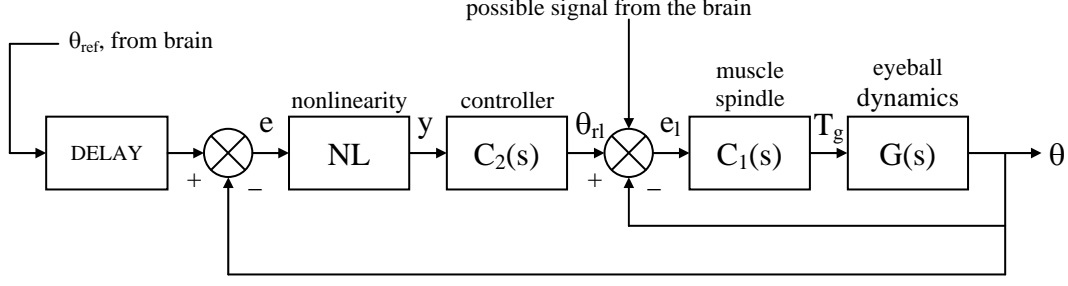 possible signal from the brain
θref, from brain
muscle
spindle
eyeball
dynamics
nonlinearity
controller
DELAY
+
−
e
NL
y
C2(s)
θrl
+
−
el
C1(s)
Tg
G(s)
θ